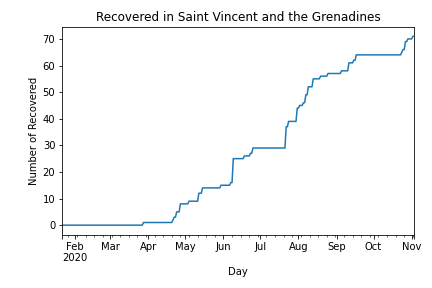 Recovered in Saint Vincent and the Grenadines
Number of Recovered
70
60
50
40
30
20
10
0
Feb Mar Apr May Jun Jul Aug Sep Oct Nov
2020
Day